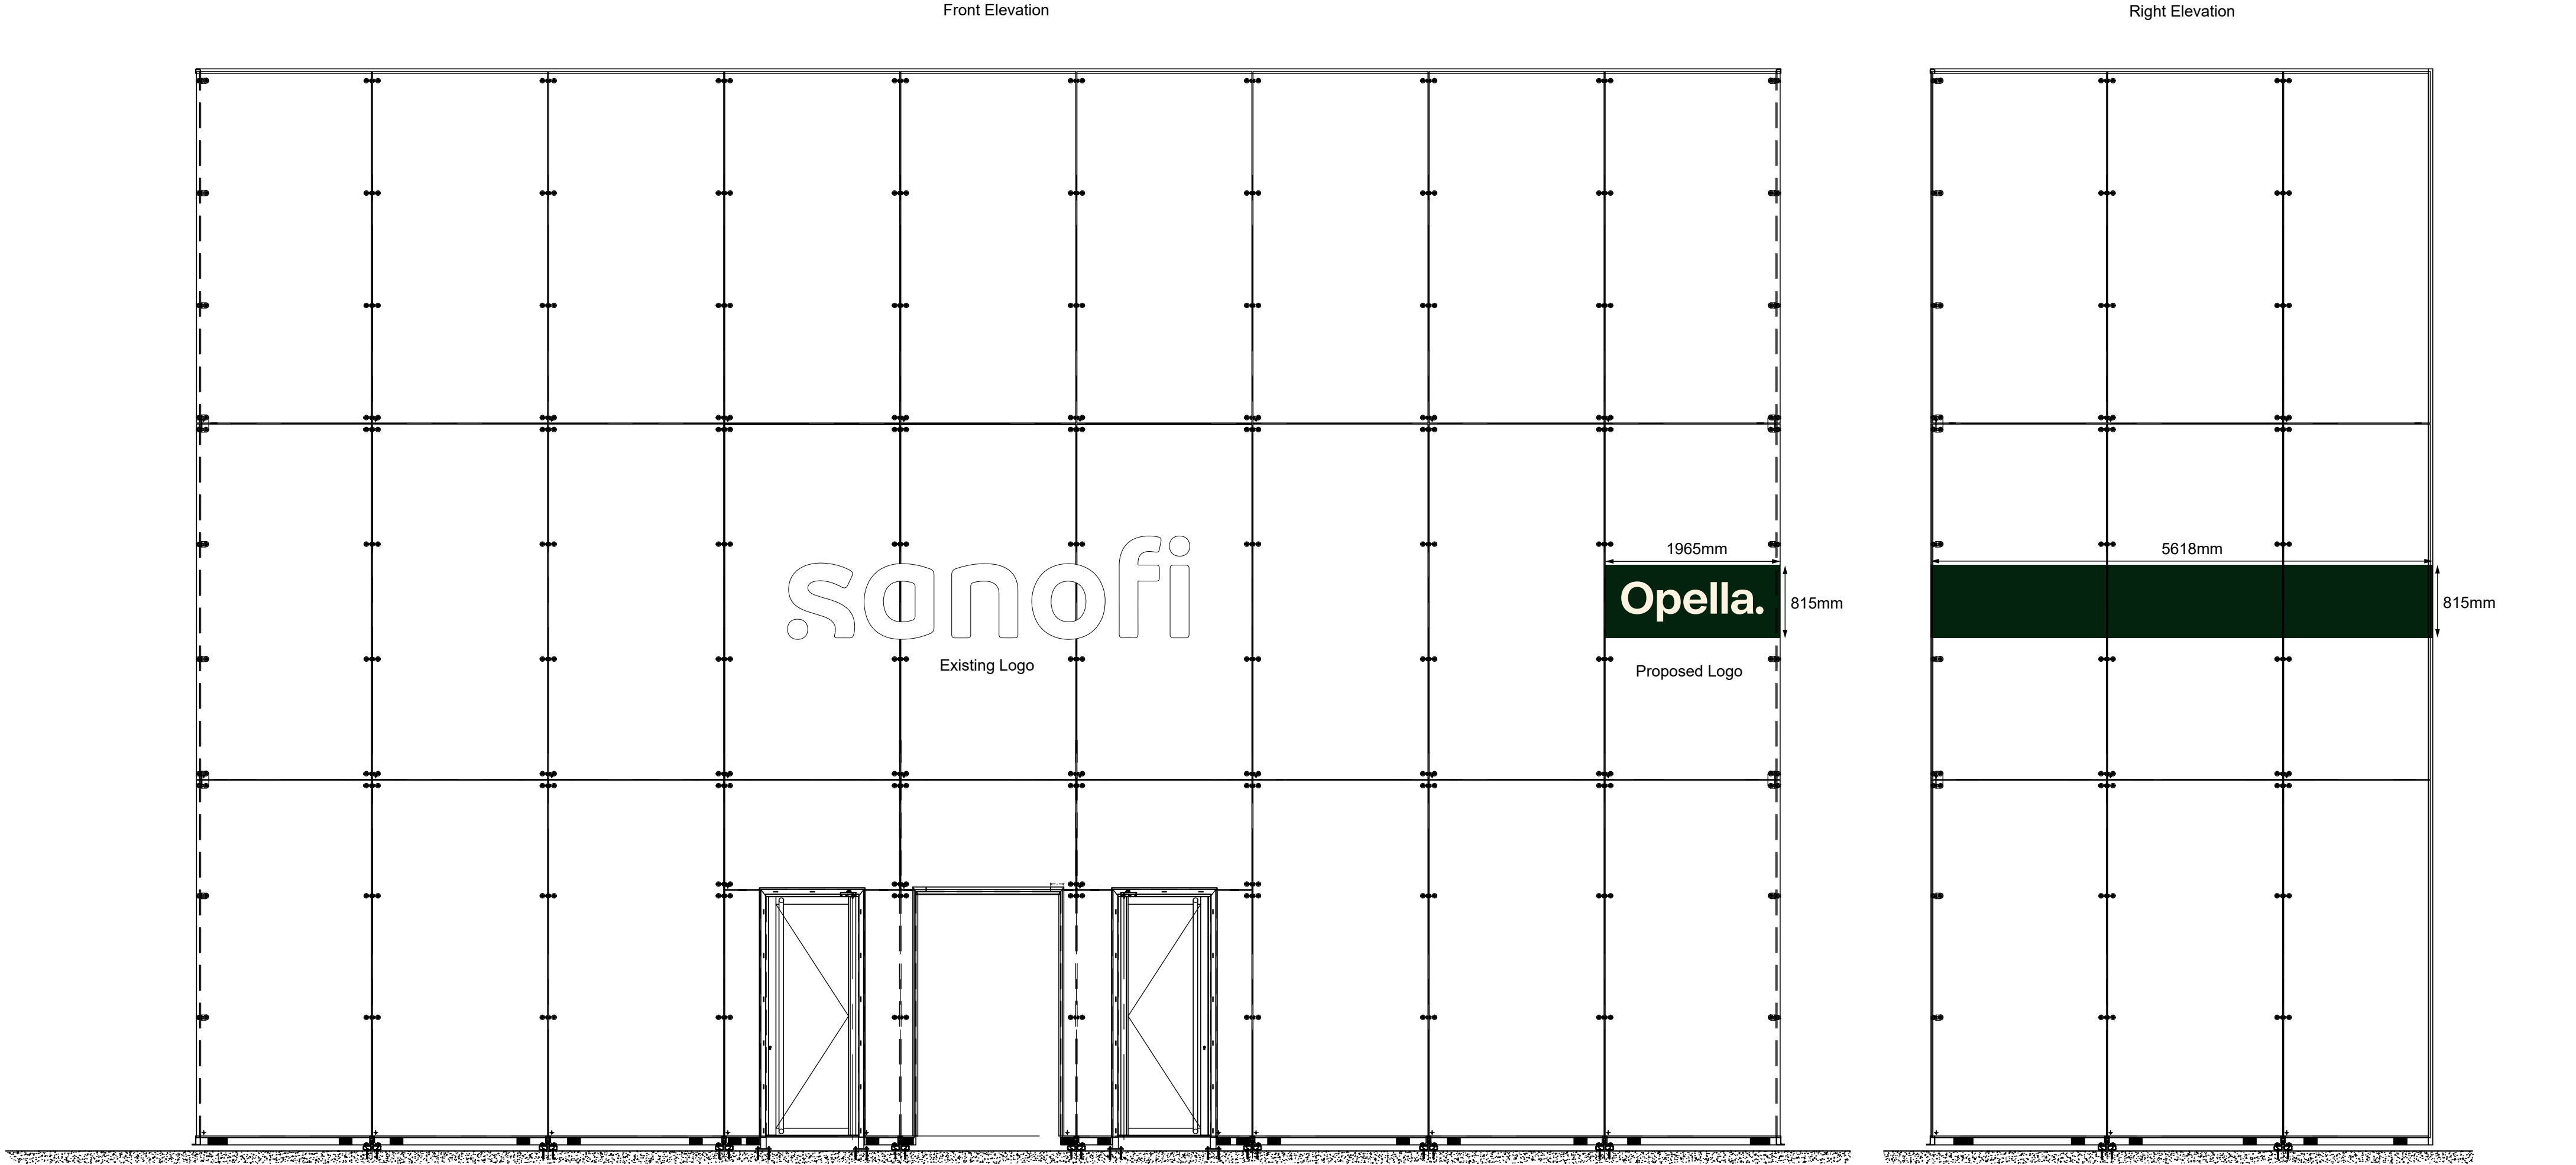 Front Elevation
Right Elevation
sanofi
Existing Logo
1965mm
Opella.
815mm
Proposed Logo
5618mm
815mm